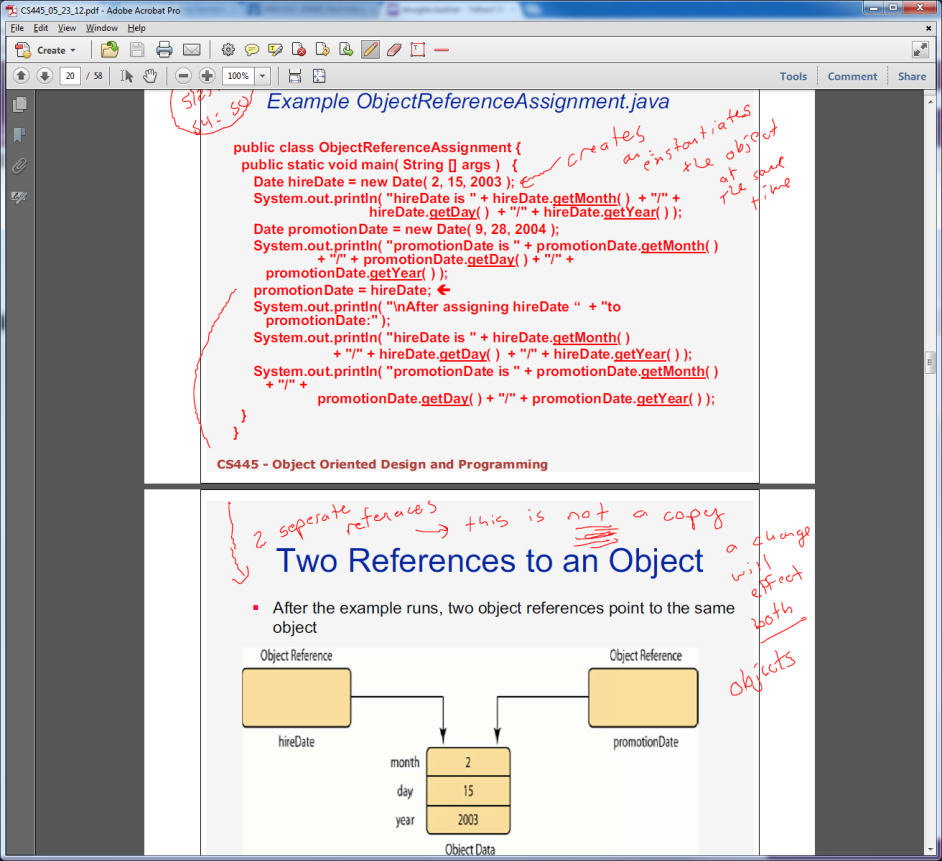 CS445_05_23_12.pdf - Adobe Acrobat Pro
File Edit View Window Help
Create
20 / 58 100% Tools Comment Share
s4 = s2
Example ObjectReferenceAssignment.java
public class ObjectReferenceAssignment {
public static void main( String [] args ) {
Date hireDate = new Date( 2, 15, 2003 );
creates
an instantiates
the object
at
the same
time
System.out.println( "hireDate is " + hireDate.getMonth( ) + "/" +
hireDate.getDay( ) + "/" + hireDate.getYear( ) );
Date promotionDate = new Date( 9, 28, 2004 );
System.out.println( "promotionDate is " + promotionDate.getMonth( )
+ "/" + promotionDate.getDay( ) + "/" +
promotionDate.getYear( ) );
promotionDate = hireDate;
System.out.println( "\nAfter assigning hireDate “ + "to
promotionDate:" );
System.out.println( "hireDate is " + hireDate.getMonth( )
+ "/" + hireDate.getDay( ) + "/" + hireDate.getYear( ) );
System.out.println( "promotionDate is " + promotionDate.getMonth( )
+ "/" +
promotionDate.getDay( ) + "/" + promotionDate.getYear( ) );
}
}
CS445 - Object Oriented Design and Programming
2 seperate refernces → this is not a copy
a change
will
effect
both
objects
Two References to an Object
After the example runs, two object references point to the same
object
Object Reference Object Reference
hireDate promotionDate
month 2
day 15
year 2003
Object Data